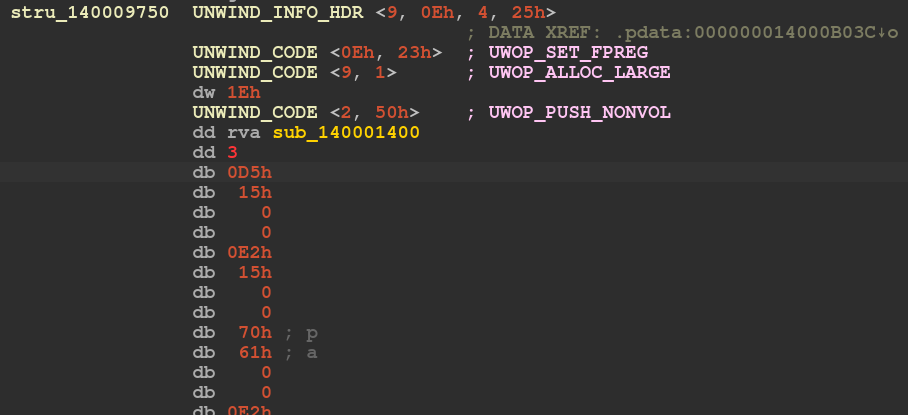 stru_140009750 UNWIND_INFO_HDR <9, 0Eh, 4, 25h>
; DATA XREF: .pdata:000000014000B03C↓o
UNWIND_CODE <0Eh, 23h> ; UWOP_SET_FPREG
UNWIND_CODE <9, 1> ; UWOP_ALLOC_LARGE
dw 1Eh
UNWIND_CODE <2, 50h> ; UWOP_PUSH_NONVOL
dd rva sub_140001400
dd 3
db 0D5h
db 15h
db 0
db 0
db 0E2h
db 15h
db 0
db 0
db 70h ; p
db 61h ; a
db 0
db 0
db 0E2h